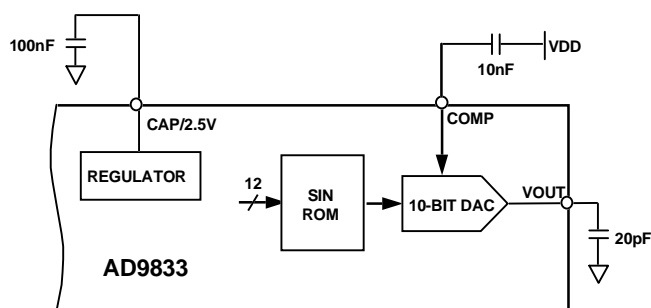 100nF
VDD
10nF
CAP/2.5V
COMP
REGULATOR
12
SIN
ROM
10-BIT DAC
VOUT
20pF
AD9833